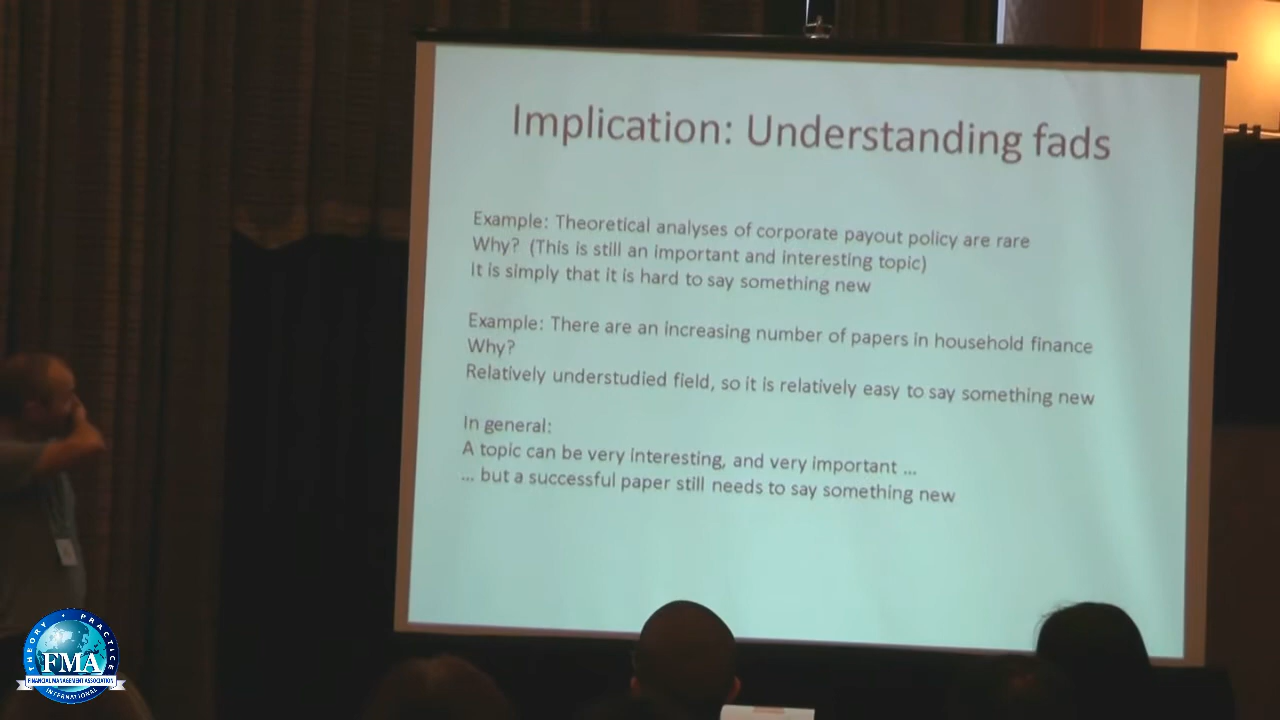 Implication: Understanding fads
Example: Theoretical analyses of corporate payout policy are rare
Why? (This is still an important and interesting topic)
It is simply that it is hard to say something new
Example: There are an increasing number of papers in household finance
Why?
Relatively understudied field, so it is relatively easy to say something new
In general:
A topic can be very interesting, and very important ...
... but a successful paper still needs to say something new
THEORY • PRACTICE
FMA
FINANCIAL MANAGEMENT ASSOCIATION
INTERNATIONAL